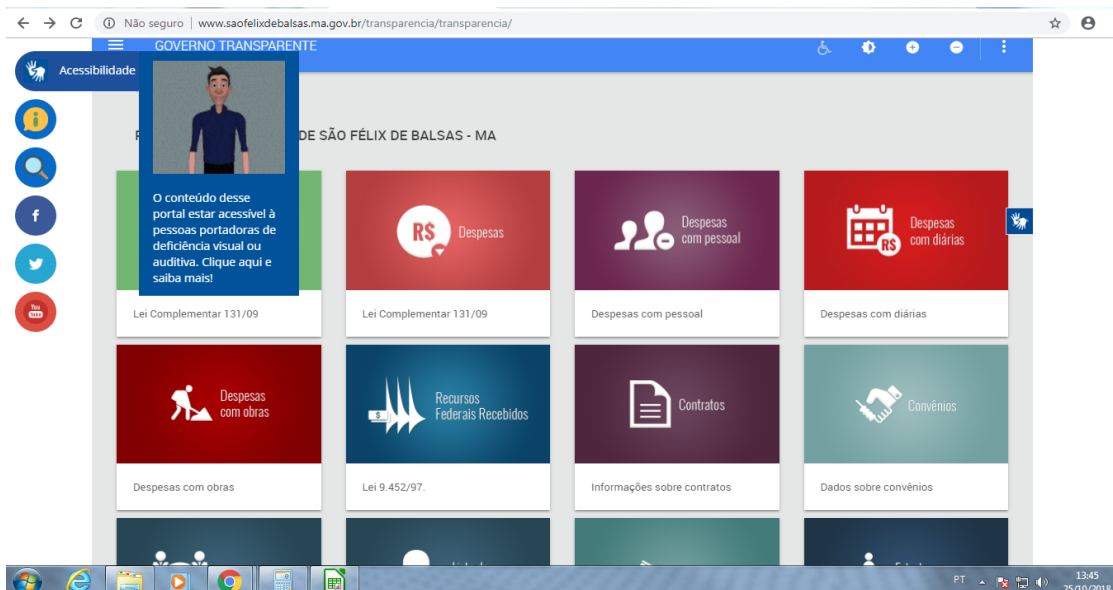 Não seguro | www.saofelixdebalsas.ma.gov.br/transparencia/transparencia/
GOVERNO TRANSPARENTE
Acessibilidade
DE SÃO FÉLIX DE BALSAS - MA
O conteúdo desse
portal estar acessível à
pessoas portadoras de
deficiência visual ou
auditiva. Clique aqui e
saiba mais!
R$ Despesas
Despesas
com pessoal
R$ Despesas
com diárias
f
You
Tube
Lei Complementar 131/09
Lei Complementar 131/09
Despesas com pessoal
Despesas com diárias
Despesas
com obras
$ Recursos
Federais Recebidos
Contratos
Convênios
Despesas com obras
Lei 9.452/97.
Informações sobre contratos
Dados sobre convênios
PT
13:45
25/10/2018